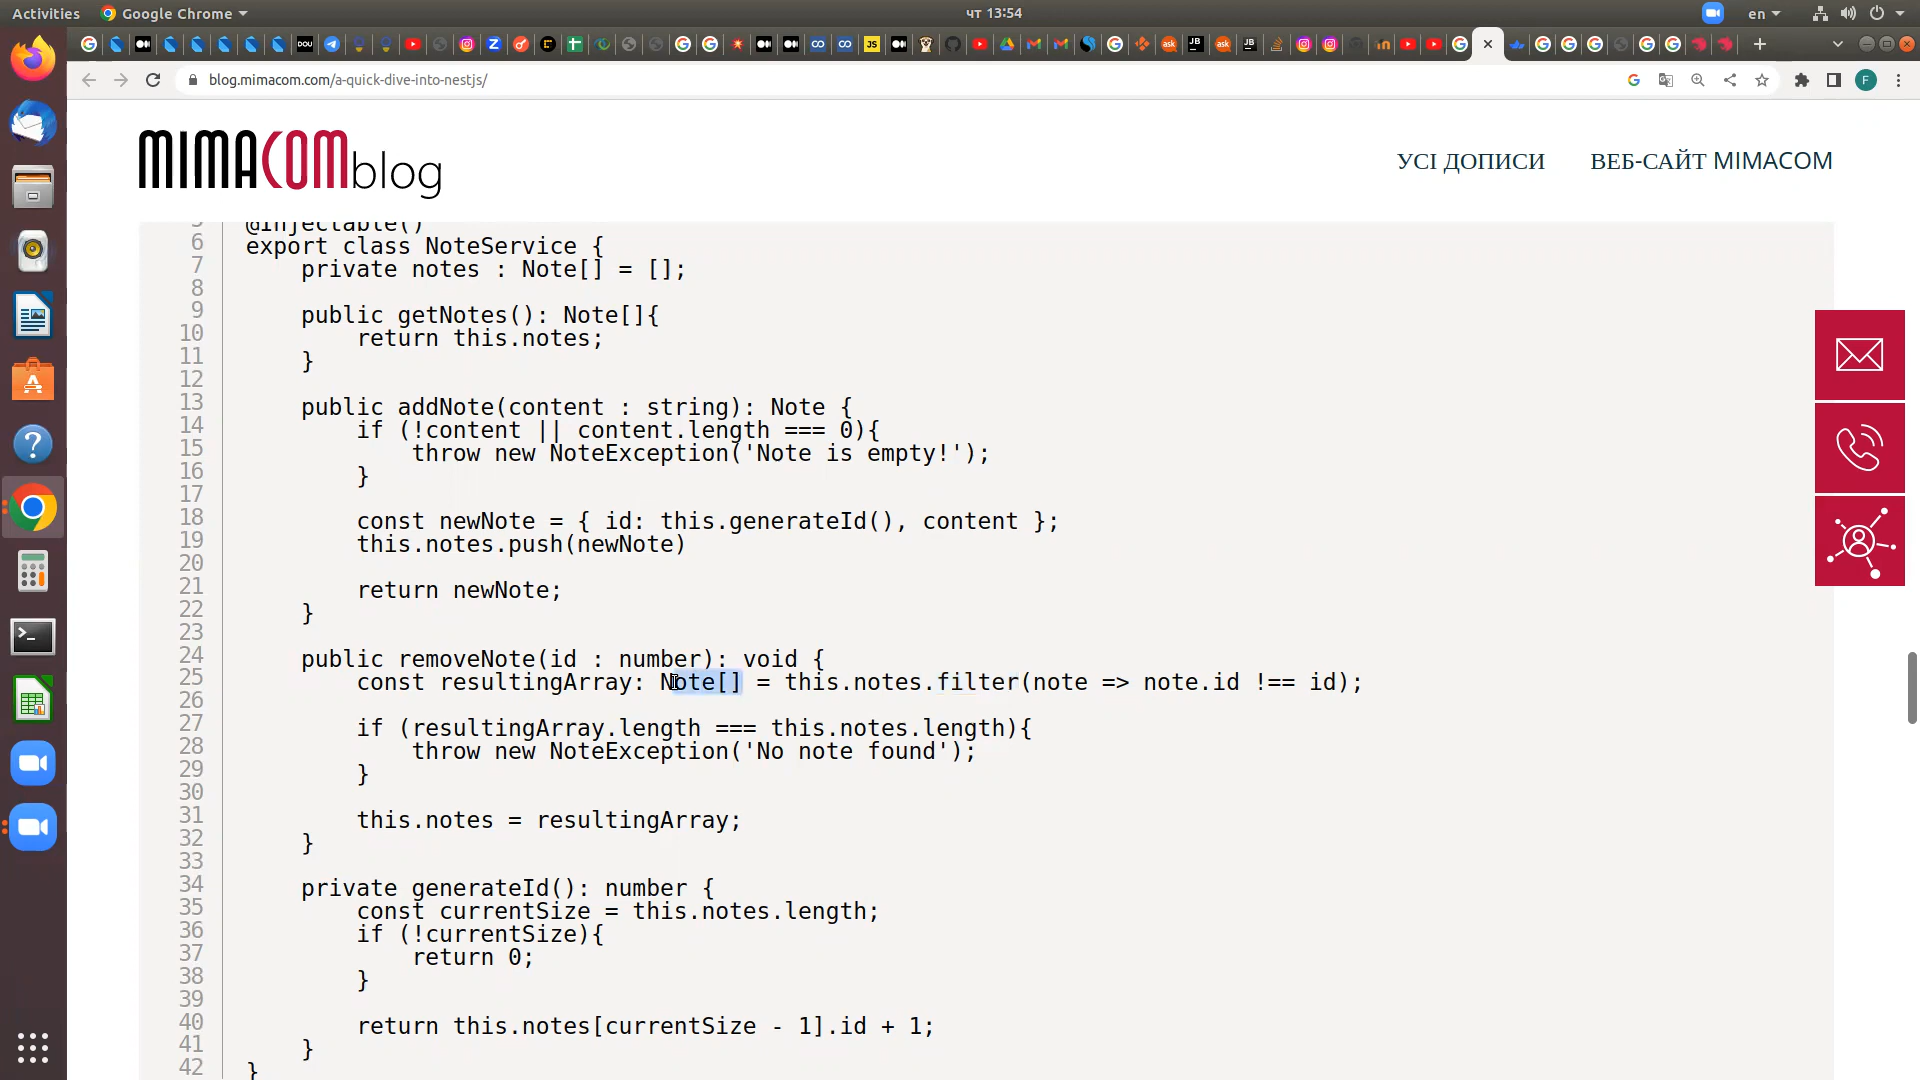 Activities
Google Chrome
чт 13:54
en
blog.mimacom.com/a-quick-dive-into-nestjs/
F
MIMACOM blog
УСІ ДОПИСИ
ВЕБ-САЙТ MIMACOM
5 @Injectable()
6 export class NoteService {
7 private notes : Note[] = [];
8
9 public getNotes(): Note[]{
10 return this.notes;
11 }
12
13 public addNote(content : string): Note {
14 if (!content || content.length === 0){
15 throw new NoteException('Note is empty!');
16 }
17
18 const newNote = { id: this.generateId(), content };
19 this.notes.push(newNote)
20
21 return newNote;
22 }
23
24 public removeNote(id : number): void {
25 const resultingArray: Note[] = this.notes.filter(note => note.id !== id);
26
27 if (resultingArray.length === this.notes.length){
28 throw new NoteException('No note found');
29 }
30
31 this.notes = resultingArray;
32 }
34 private generateId(): number {
35 const currentSize = this.notes.length;
36 if (!currentSize){
37 return 0;
38 }
39
40 return this.notes[currentSize - 1].id + 1;
41 }
42 }